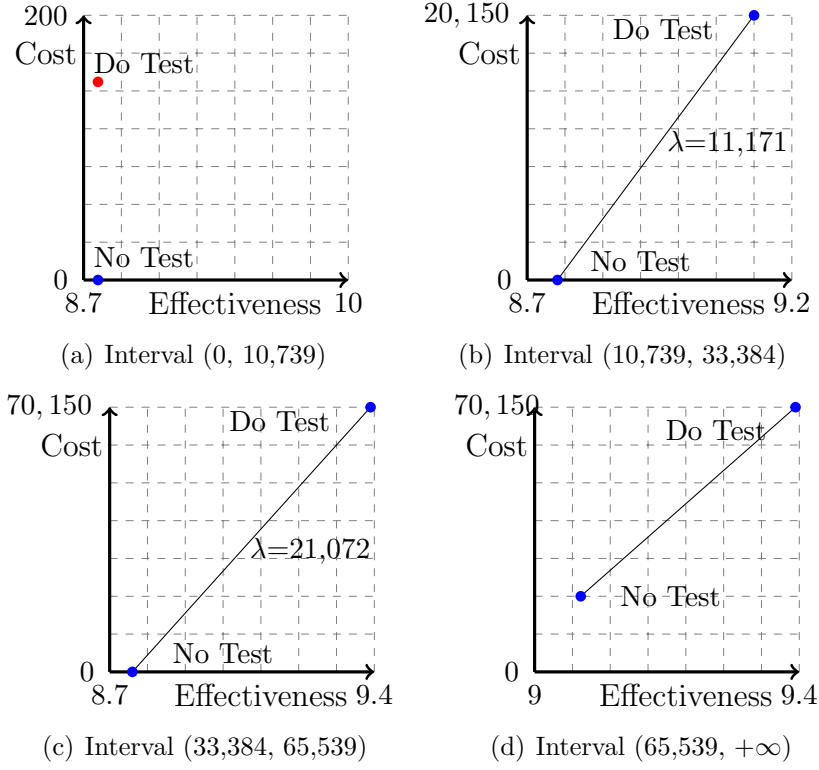 200
Cost
Do Test
No Test
0
8.7 Effectiveness 10
(a) Interval (0, 10,739)
20, 150
Do Test
Cost
λ=11,171
No Test
0
8.7 Effectiveness 9.2
(b) Interval (10,739, 33,384)
70, 150
Do Test
Cost
λ=21,072
No Test
0
8.7 Effectiveness 9.4
(c) Interval (33,384, 65,539)
70, 150
Do Test
Cost
No Test
0
9 Effectiveness 9.4
(d) Interval (65,539, +∞)